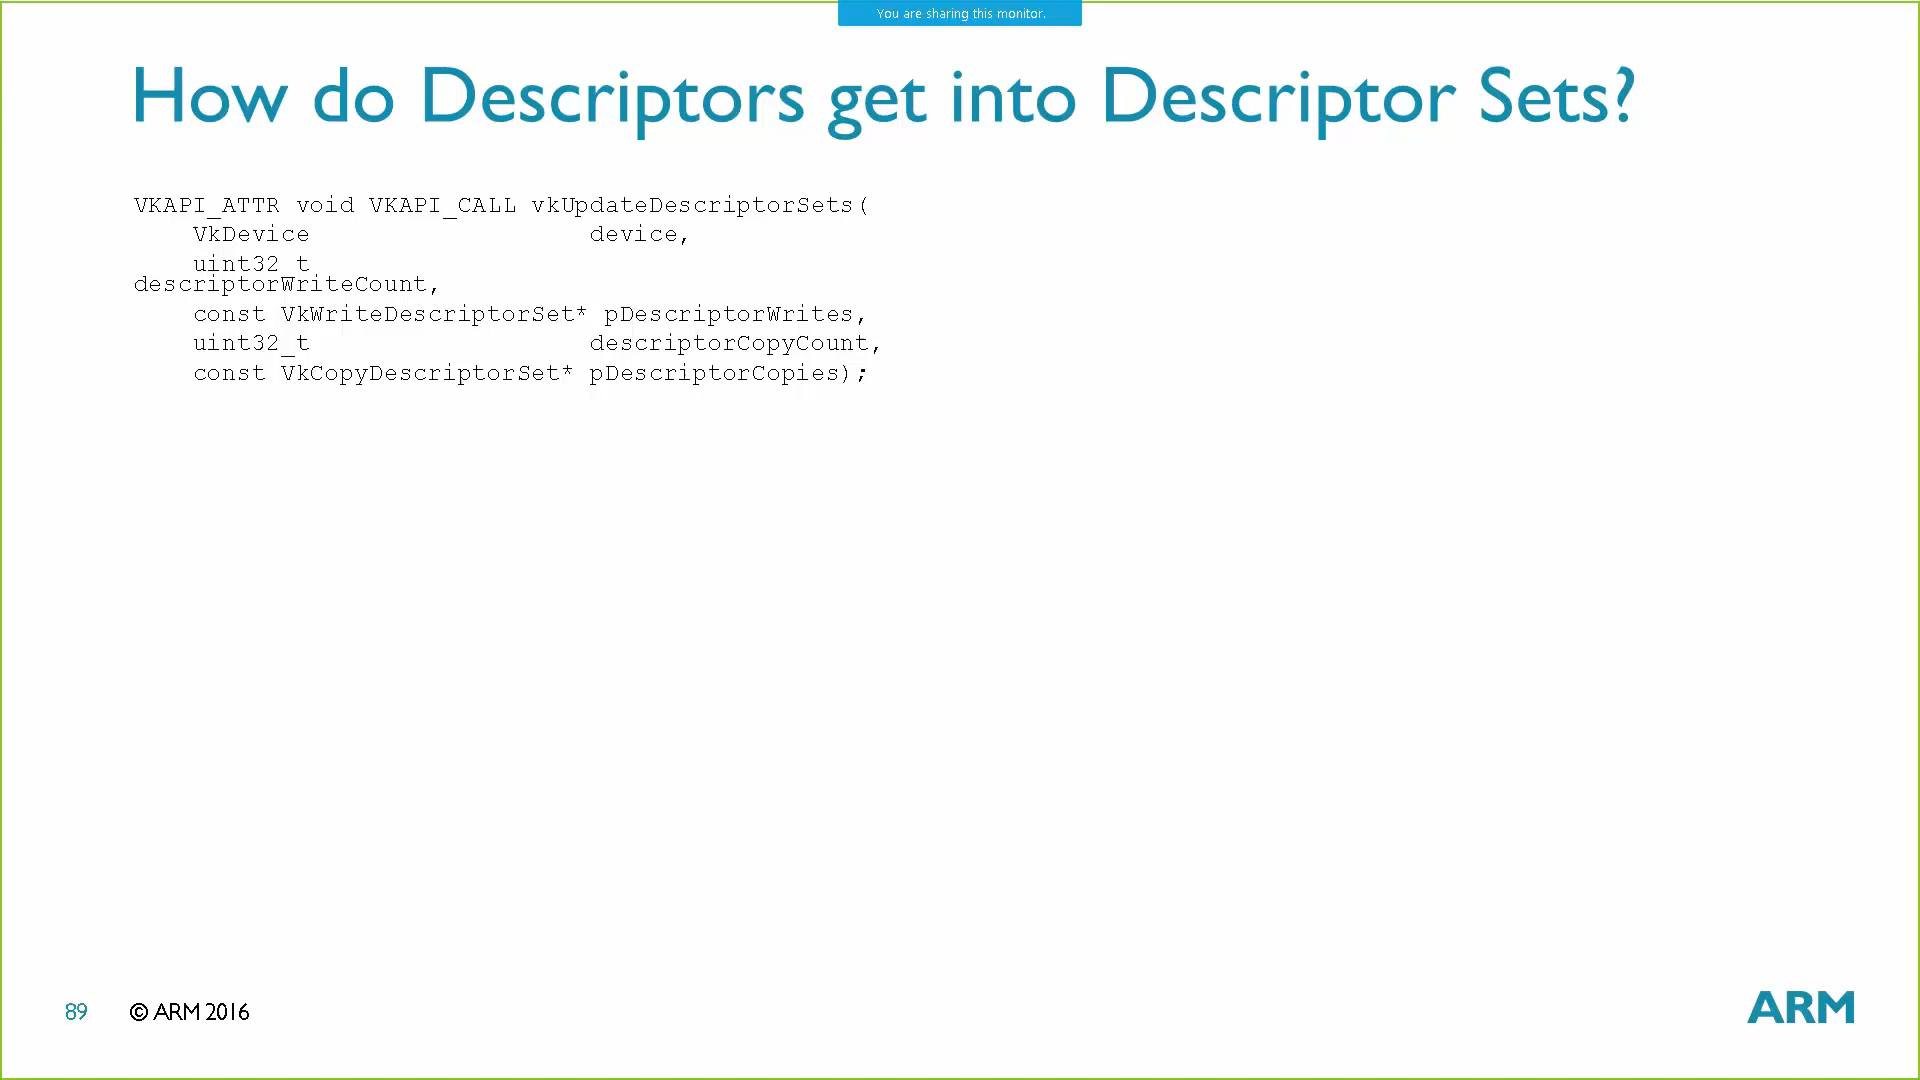 You are sharing this monitor.
How do Descriptors get into Descriptor Sets?
VKAPI_ATTR void VKAPI_CALL vkUpdateDescriptorSets(
    VkDevice                   device,
    uint32_t
descriptorWriteCount,
    const VkWriteDescriptorSet* pDescriptorWrites,
    uint32_t                   descriptorCopyCount,
    const VkCopyDescriptorSet* pDescriptorCopies);
89 © ARM 2016
ARM